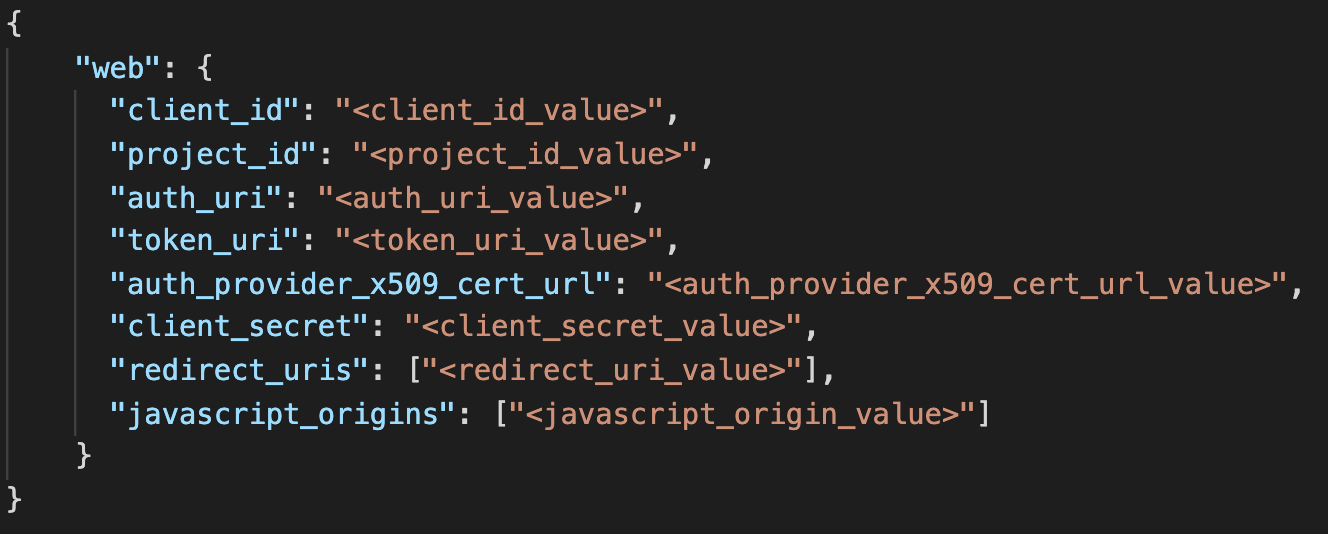 {
"web": {
"client_id": "<client_id_value>",
"project_id": "<project_id_value>",
"auth_uri": "<auth_uri_value>",
"token_uri": "<token_uri_value>",
"auth_provider_x509_cert_url": "<auth_provider_x509_cert_url_value>",
"client_secret": "<client_secret_value>",
"redirect_uris": ["<redirect_uri_value>"],
"javascript_origins": ["<javascript_origin_value>"]
}
}